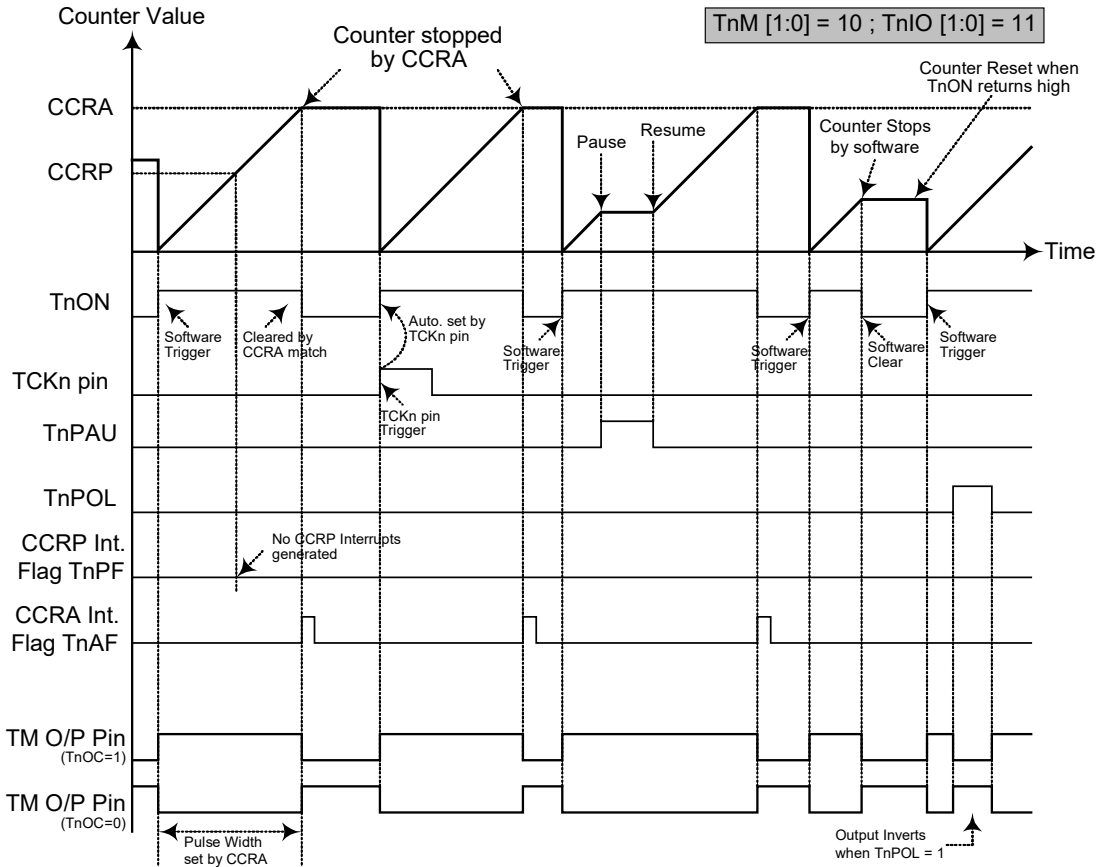 Counter Value
TnM [1:0] = 10 ; TnIO [1:0] = 11
Counter stopped
by CCRA
Counter Reset when
TnON returns high
CCRA
Counter Stops
by software
Pause
Resume
CCRP
Time
TnON
Software
Trigger
Cleared by
CCRA match
Auto. set by
TCKn pin
Software
Trigger
Software
Trigger
Software
Clear
Software
Trigger
TCKn pin
TCKn pin
Trigger
TnPAU
TnPOL
CCRP Int.
Flag TnPF
No CCRP Interrupts
generated
CCRA Int.
Flag TnAF
TM O/P Pin
(TnOC=1)
TM O/P Pin
(TnOC=0)
Pulse Width
set by CCRA
Output Inverts
when TnPOL = 1